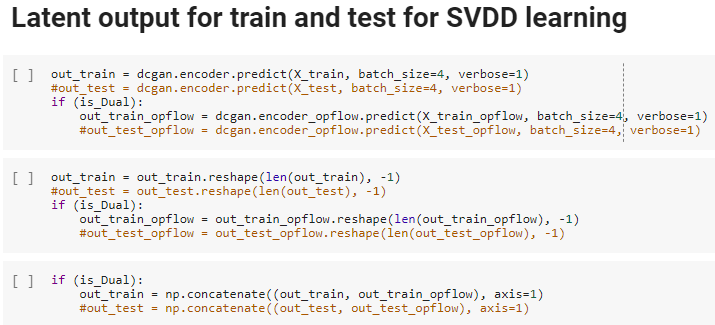 Latent output for train and test for SVDD learning
[ ] out_train = dcgan.encoder.predict(X_train, batch_size=4, verbose=1)
#out_test = dcgan.encoder.predict(X_test, batch_size=4, verbose=1)
if (is_Dual):
    out_train_opflow = dcgan.encoder_opflow.predict(X_train_opflow, batch_size=4, verbose=1)
    #out_test_opflow = dcgan.encoder_opflow.predict(X_test_opflow, batch_size=4, verbose=1)
[ ] out_train = out_train.reshape(len(out_train), -1)
#out_test = out_test.reshape(len(out_test), -1)
if (is_Dual):
    out_train_opflow = out_train_opflow.reshape(len(out_train_opflow), -1)
    #out_test_opflow = out_test_opflow.reshape(len(out_test_opflow), -1)
[ ] if (is_Dual):
    out_train = np.concatenate((out_train, out_train_opflow), axis=1)
    #out_test = np.concatenate((out_test, out_test_opflow), axis=1)